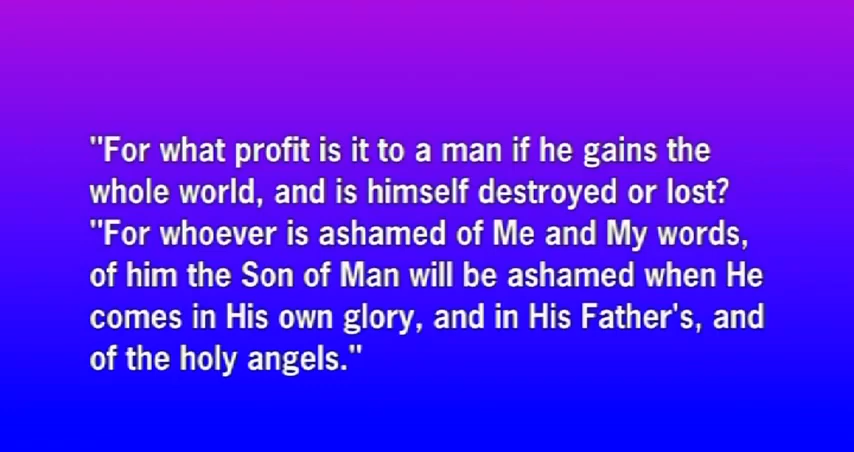 "For what profit is it to a man if he gains the
whole world, and is himself destroyed or lost?
"For whoever is ashamed of Me and My words,
of him the Son of Man will be ashamed when He
comes in His own glory, and in His Father's, and
of the holy angels."